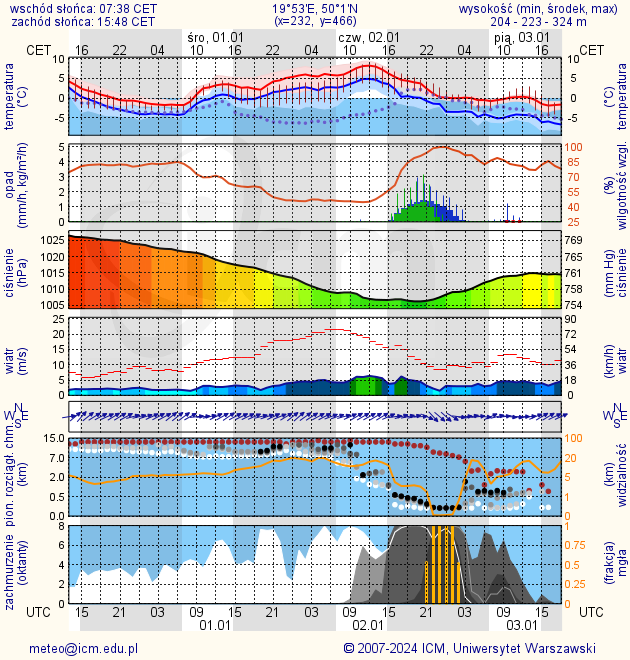 wschód słońca: 07:38 CET 19°53'E, 50°1'N wysokość (min, środek, max)
zachód słońca: 15:48 CET (x=232, y=466) 204 - 223 - 324 m
śro, 01.01 czw, 02.01 pią, 03.01
CET 16 22 04 10 16 22 04 10 16 22 04 10 16 CET
temperatura (°C) 10 5 0 -5 10 5 0 -5 temperatura (°C)
opad (mm/h, kg/m²/h) 5 4 3 2 1 0 100 85 70 55 40 25 (%) wilgotność wzgl.
ciśnienie (hPa) 1025 1020 1015 1010 1005 769 765 761 758 754 (mm Hg) ciśnienie
wiatr (m/s) 25 20 15 10 5 0 90 72 54 36 18 0 (km/h) wiatr
N W E S N W E S
pion. rozciągł. chm. (km) 15.0 7.0 2.0 0.5 0.0 100 20 5 1 0 (km) widzialność
zachmurzenie (oktanty) 8 6 4 2 0 1 0.75 0.5 0.25 0 (frakcja) mgła
UTC 15 21 03 09 15 21 03 09 15 21 03 09 15 UTC
01.01 02.01 03.01
meteo@icm.edu.pl © 2007-2024 ICM, Uniwersytet Warszawski